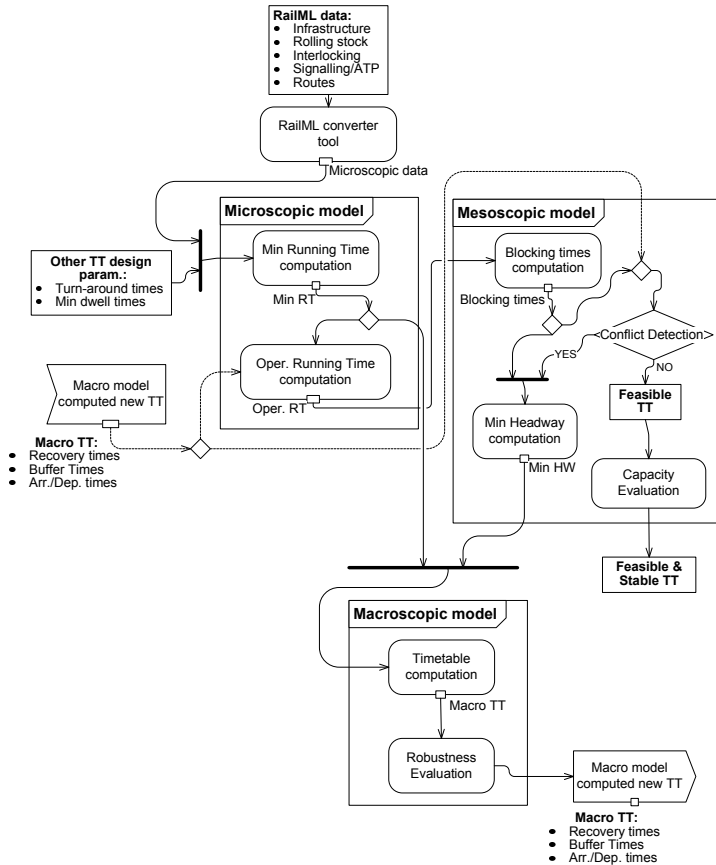 RailML data:
● Infrastructure
● Rolling stock
● Interlocking
● Signalling/ATP
● Routes
RailML converter
tool
Microscopic data
Microscopic model
Mesoscopic model
Other TT design
param.:
● Turn-around times
● Min dwell times
Min Running Time
computation
Min RT
Blocking times
computation
Blocking times
Conflict Detection
YES
NO
Oper. Running Time
computation
Oper. RT
Macro model
computed new TT
Macro TT:
● Recovery times
● Buffer Times
● Arr./Dep. times
Feasible
TT
Min Headway
computation
Min HW
Capacity
Evaluation
Feasible &
Stable TT
Macroscopic model
Timetable
computation
Macro TT
Robustness
Evaluation
Macro model
computed new TT
Macro TT:
● Recovery times
● Buffer Times
● Arr./Dep. times